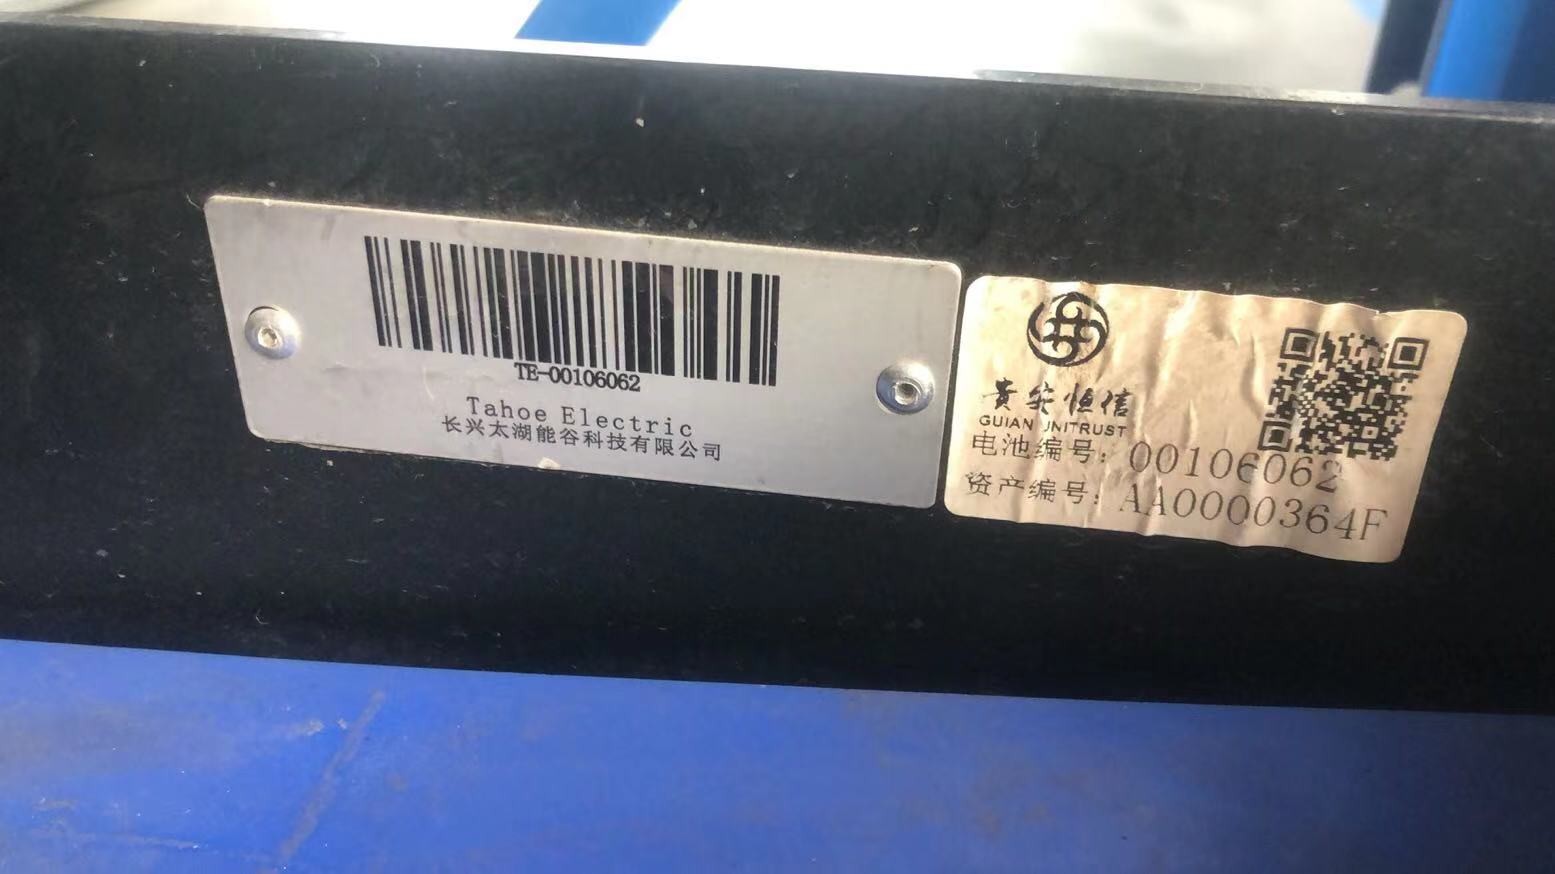 TE-00106062
Tahoe Electric
长兴太湖能谷科技有限公司
贵安恒信
GUIAN UNITRUST
电池编号：00106062
资产编号：AA0000364F